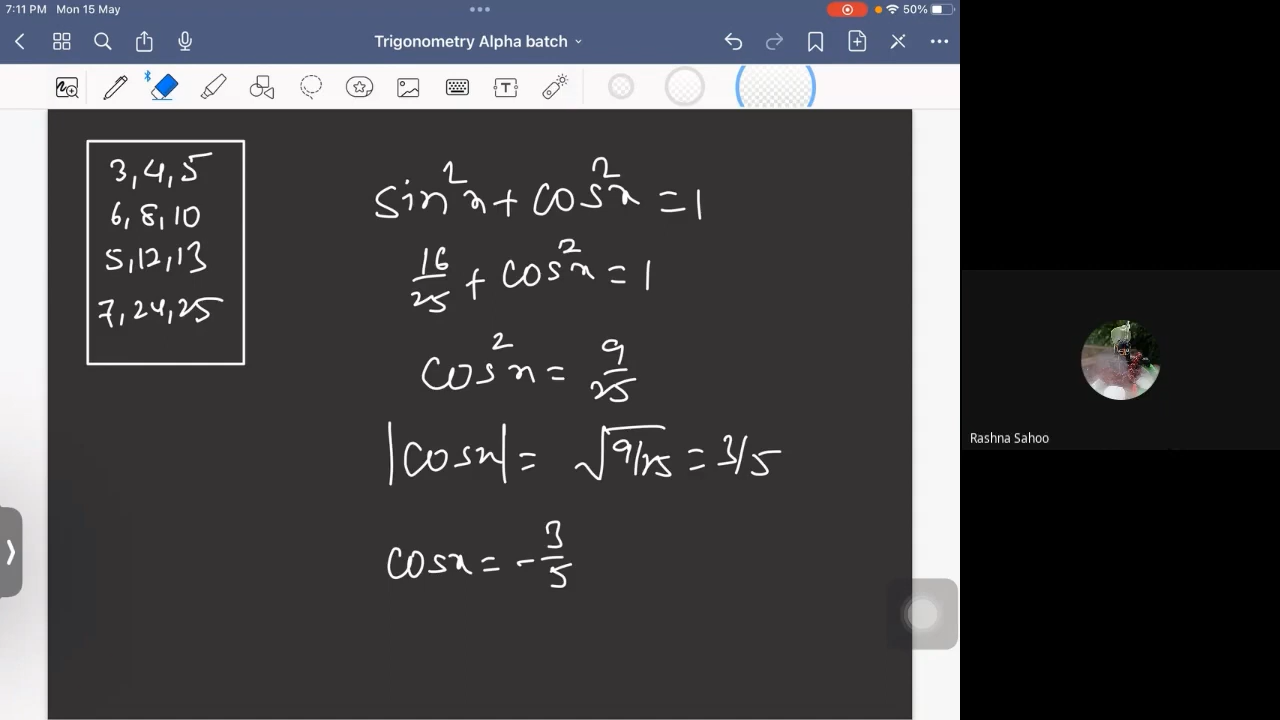 7:11 PM Mon 15 May
50%
Trigonometry Alpha batch
3,4,5
6,8,10
5,12,13
7,24,25
sin²x + cos²x = 1
16/25 + cos²x = 1
cos²x = 9/25
|cosx| = √9/25 = 3/5
cosx = -3/5
Rashna Sahoo